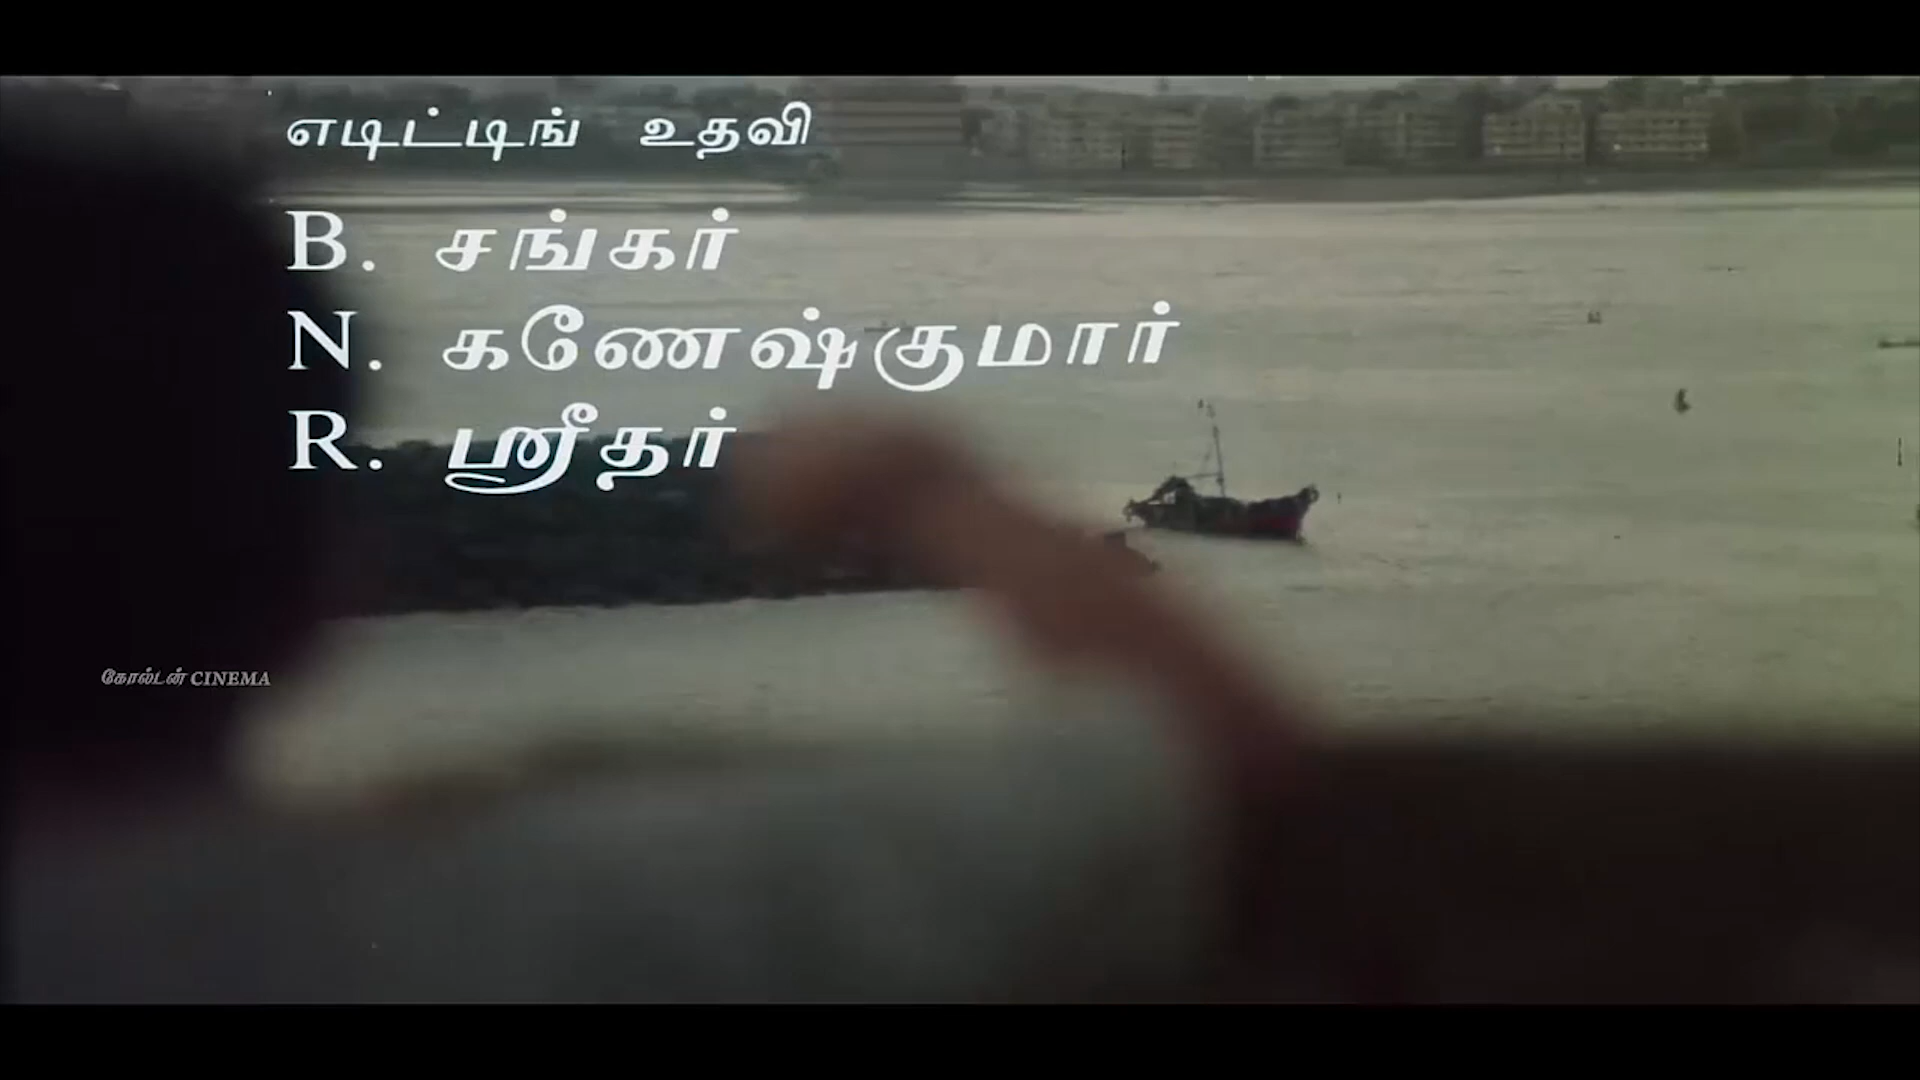 எடிட்டிங் உதவி
B. சங்கர்
N. கணேஷ்குமார்
R. ஸ்ரீதர்
கோல்டன் CINEMA